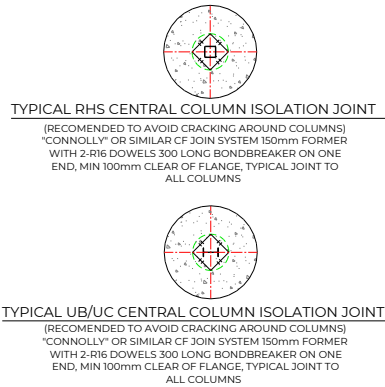 TYPICAL RHS CENTRAL COLUMN ISOLATION JOINT
(RECOMENDED TO AVOID CRACKING AROUND COLUMNS)
"CONNOLLY" OR SIMILAR CF JOIN SYSTEM 150mm FORMER
WITH 2-R16 DOWELS 300 LONG BONDBREAKER ON ONE
END, MIN 100mm CLEAR OF FLANGE, TYPICAL JOINT TO
ALL COLUMNS
TYPICAL UB/UC CENTRAL COLUMN ISOLATION JOINT
(RECOMENDED TO AVOID CRACKING AROUND COLUMNS)
"CONNOLLY" OR SIMILAR CF JOIN SYSTEM 150mm FORMER
WITH 2-R16 DOWELS 300 LONG BONDBREAKER ON ONE
END, MIN 100mm CLEAR OF FLANGE, TYPICAL JOINT TO
ALL COLUMNS